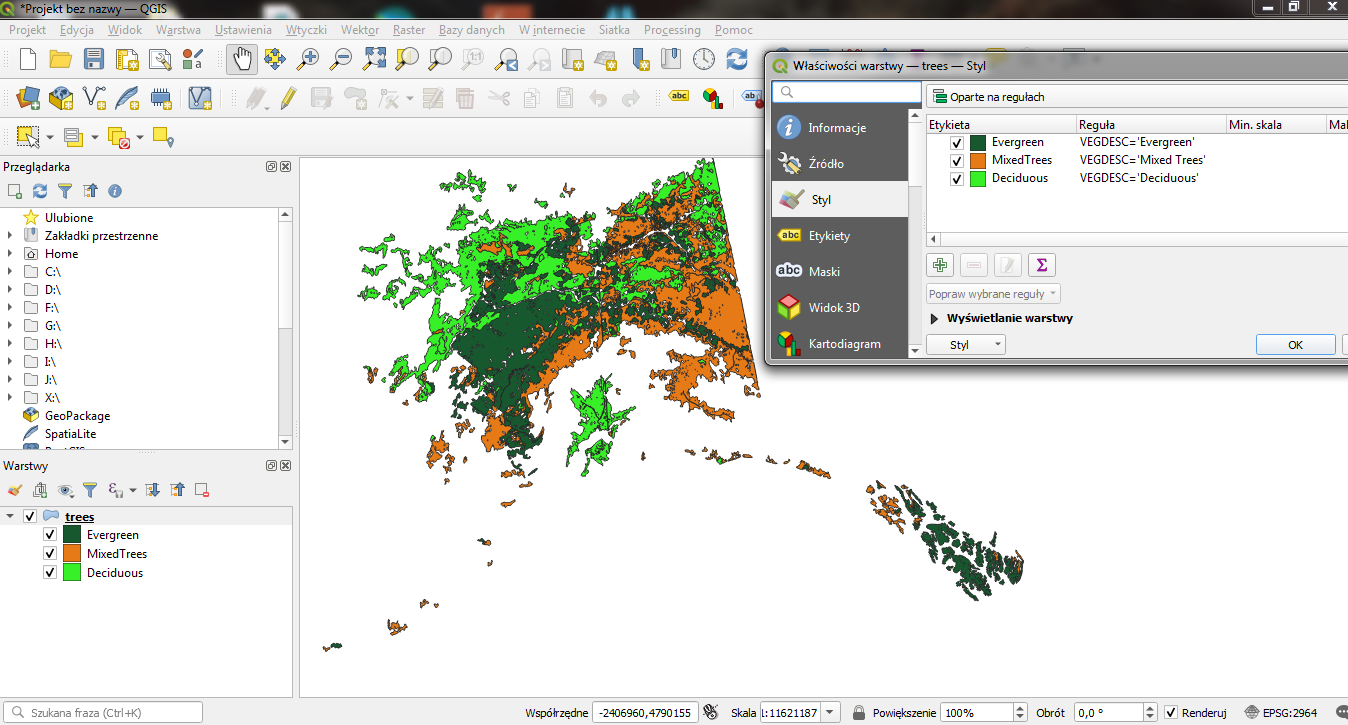 *Projekt bez nazwy — QGIS
Projekt Edycja Widok Warstwa Ustawienia Wtyczki Wektor Raster Bazy danych W internecie Siatka Processing Pomoc
Właściwości warstwy — trees — Styl
Oparte na regułach
Informacje
Źródło
Styl
Etykiety
Maski
Widok 3D
Kartodiagram
Etykieta Reguła Min. skala
Evergreen VEGDESC='Evergreen'
MixedTrees VEGDESC='Mixed Trees'
Deciduous VEGDESC='Deciduous'
Popraw wybrane reguły
Wyświetlanie warstwy
Styl OK
Przeglądarka
Ulubione
Zakładki przestrzenne
Home
C:\
D:\
F:\
G:\
H:\
I:\
J:\
X:\
GeoPackage
SpatiaLite
Warstwy
trees
Evergreen
MixedTrees
Deciduous
Szukana fraza (Ctrl+K)
Współrzędne -2406960,4790155 Skala 1:11621187 Powiększenie 100% Obrót 0,0 ° Renderuj EPSG:2964